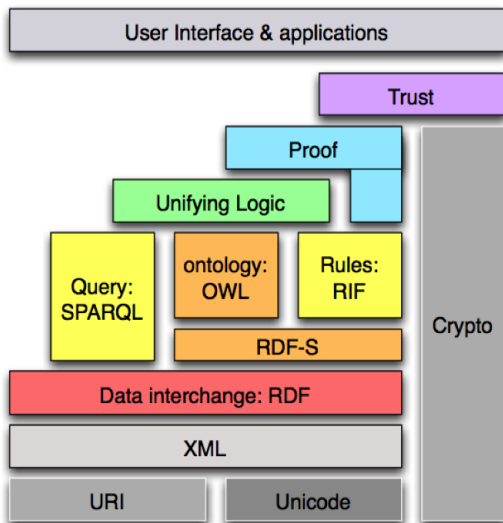 User Interface & applications
Trust
Proof
Unifying Logic
Query:
SPARQL
ontology:
OWL
Rules:
RIF
Crypto
RDF-S
Data interchange: RDF
XML
URI
Unicode